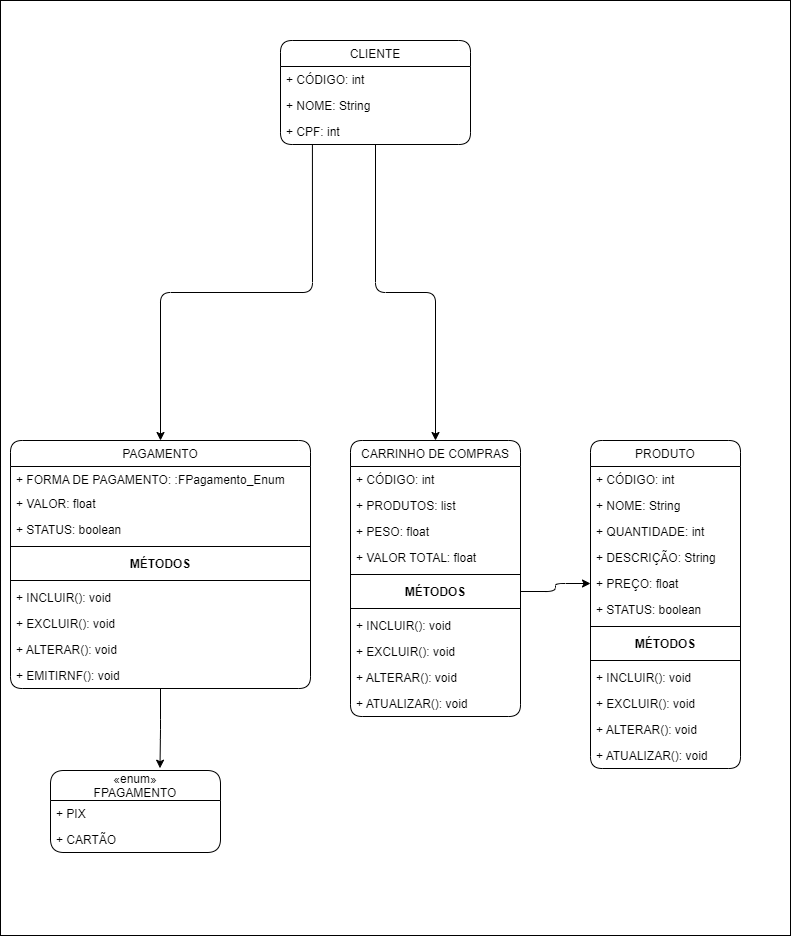 CLIENTE
+ CÓDIGO: int
+ NOME: String
+ CPF: int
PAGAMENTO
+ FORMA DE PAGAMENTO: :FPagamento_Enum
+ VALOR: float
+ STATUS: boolean
MÉTODOS
+ INCLUIR(): void
+ EXCLUIR(): void
+ ALTERAR(): void
+ EMITIRNF(): void
CARRINHO DE COMPRAS
+ CÓDIGO: int
+ PRODUTOS: list
+ PESO: float
+ VALOR TOTAL: float
MÉTODOS
+ INCLUIR(): void
+ EXCLUIR(): void
+ ALTERAR(): void
+ ATUALIZAR(): void
PRODUTO
+ CÓDIGO: int
+ NOME: String
+ QUANTIDADE: int
+ DESCRIÇÃO: String
+ PREÇO: float
+ STATUS: boolean
MÉTODOS
+ INCLUIR(): void
+ EXCLUIR(): void
+ ALTERAR(): void
+ ATUALIZAR(): void
«enum»
FPAGAMENTO
+ PIX
+ CARTÃO